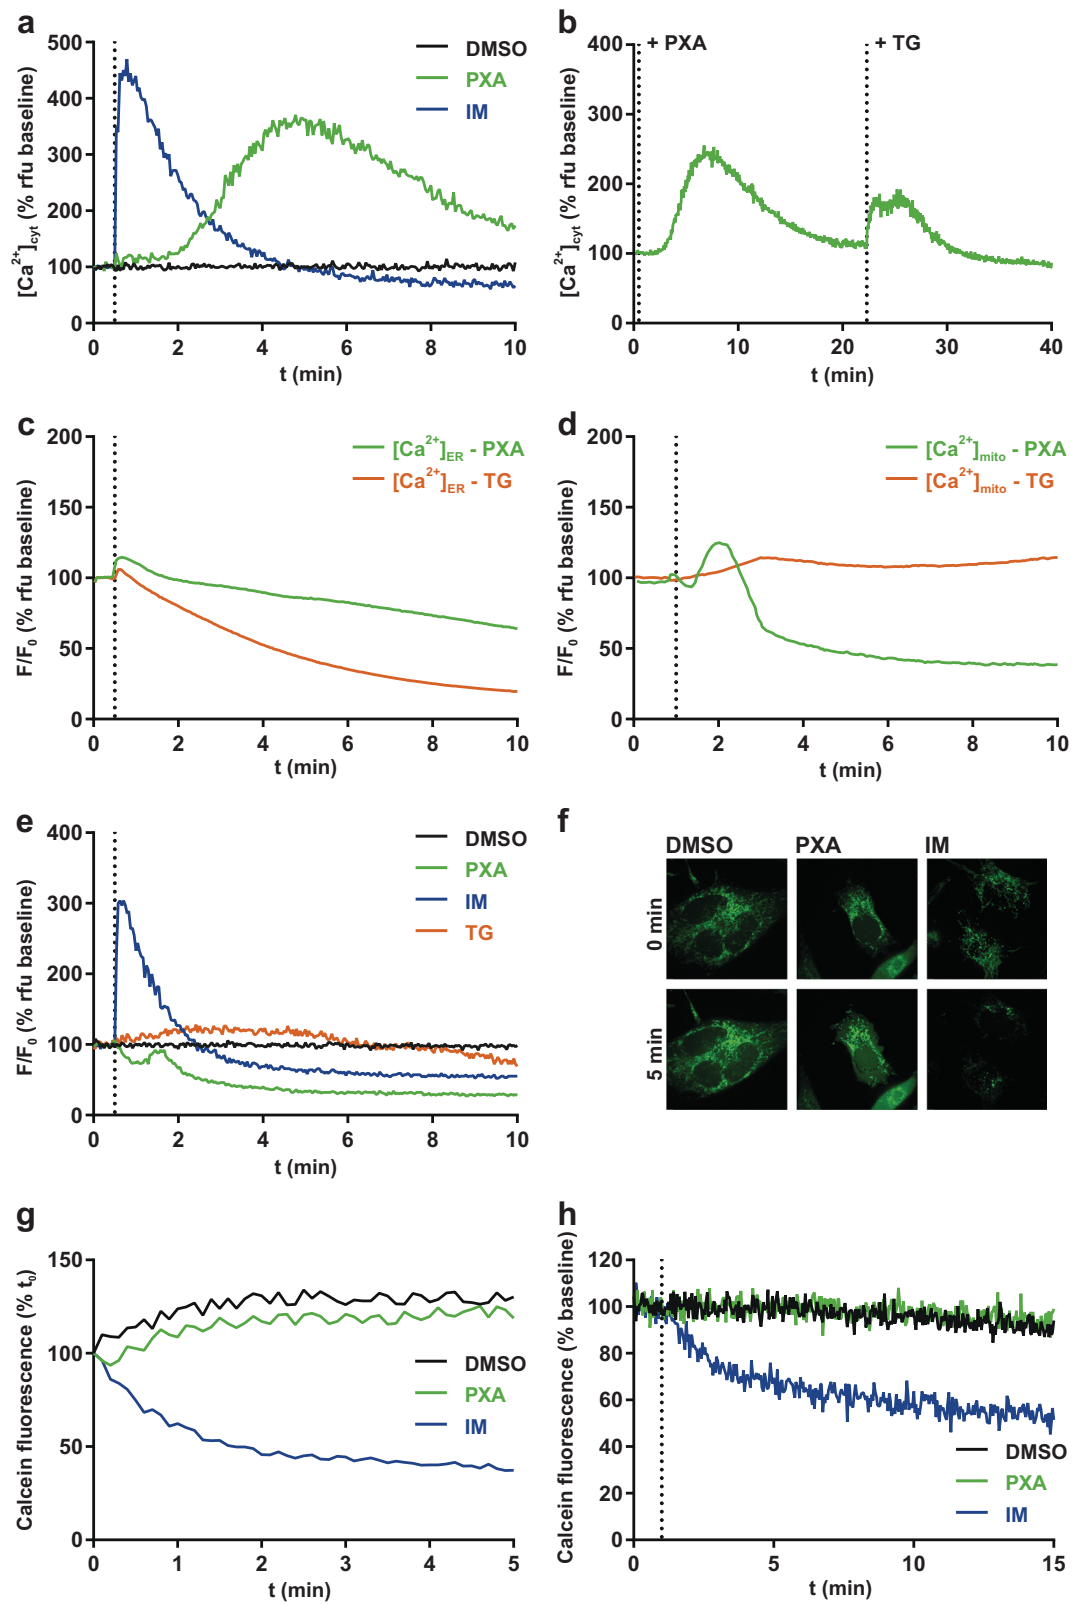 a
[Ca²⁺]cyt (% rfu baseline)
500
400
300
200
100
0
DMSO
PXA
IM
0 2 4 6 8 10
t (min)
b
[Ca²⁺]cyt (% rfu baseline)
400
300
200
100
0
+ PXA
+ TG
0 10 20 30 40
t (min)
c
F/F₀ (% rfu baseline)
200
150
100
50
0
[Ca²⁺]ER - PXA
[Ca²⁺]ER - TG
0 2 4 6 8 10
t (min)
d
F/F₀ (% rfu baseline)
200
150
100
50
0
[Ca²⁺]mito - PXA
[Ca²⁺]mito - TG
0 2 4 6 8 10
t (min)
e
F/F₀ (% rfu baseline)
400
300
200
100
0
DMSO
PXA
IM
TG
0 2 4 6 8 10
t (min)
f
DMSO PXA IM
0 min
5 min
g
Calcein fluorescence (% t₀)
150
100
50
0
DMSO
PXA
IM
0 1 2 3 4 5
t (min)
h
Calcein fluorescence (% baseline)
120
100
80
60
40
20
0
DMSO
PXA
IM
0 5 10 15
t (min)